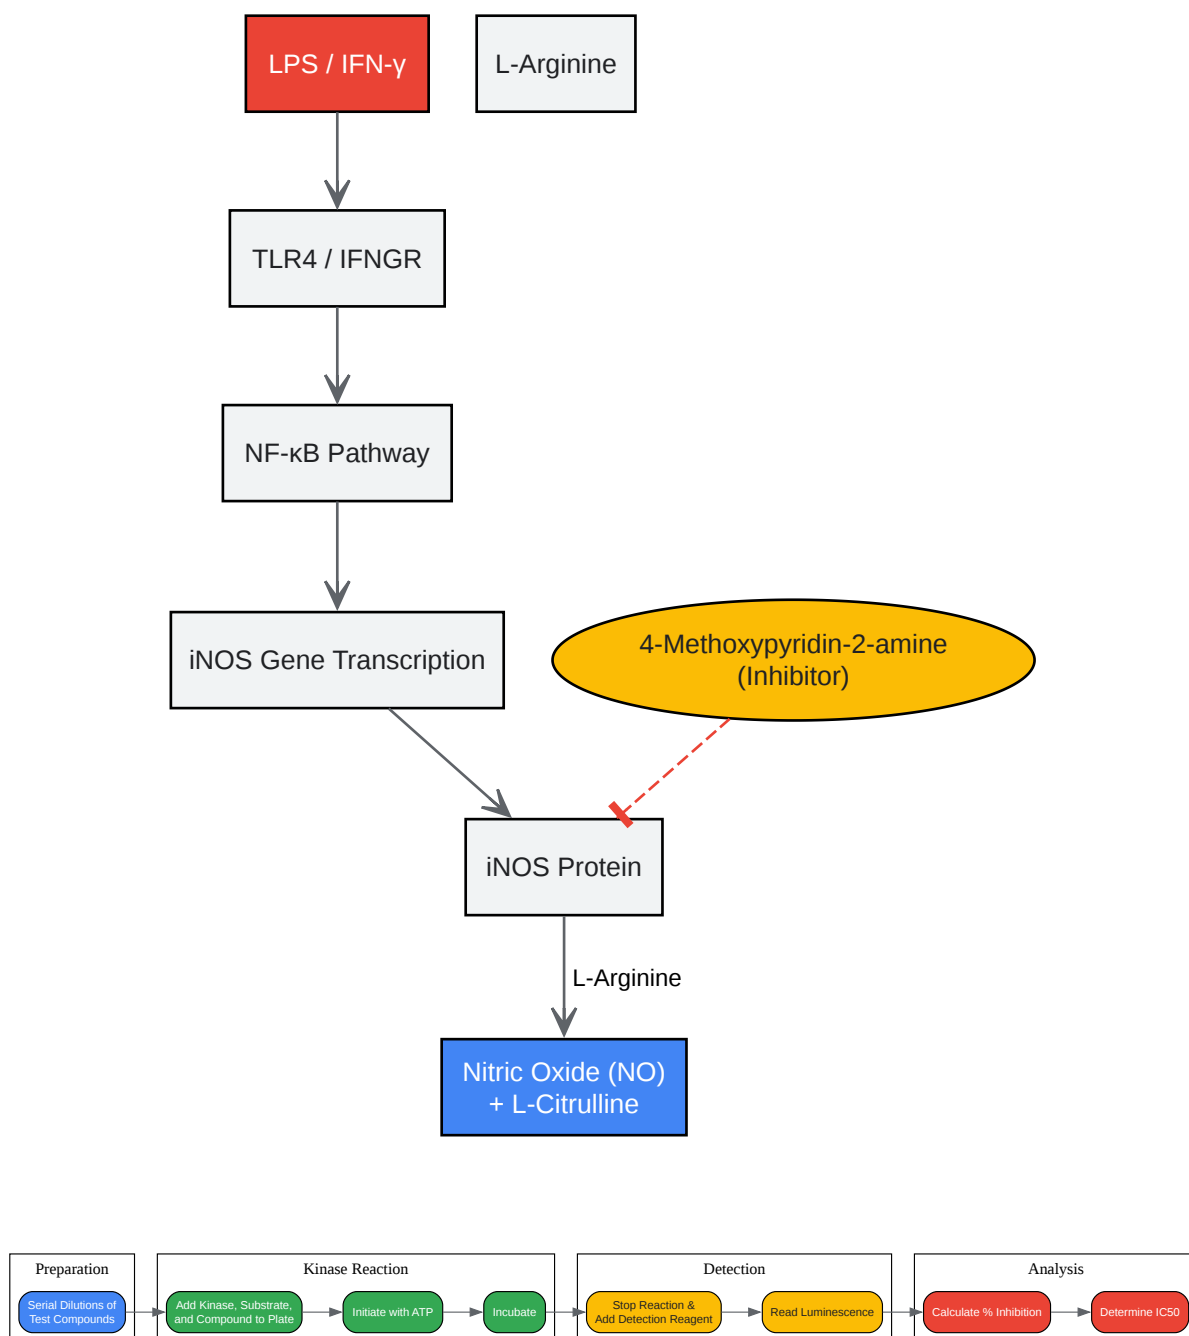 LPS / IFN-γ
L-Arginine
TLR4 / IFNGR
NF-κB Pathway
iNOS Gene Transcription
4-Methoxypyridin-2-amine
(Inhibitor)
iNOS Protein
L-Arginine
Nitric Oxide (NO)
+ L-Citrulline
Preparation
Serial Dilutions of
Test Compounds
Kinase Reaction
Add Kinase, Substrate,
and Compound to Plate
Initiate with ATP
Incubate
Detection
Stop Reaction &
Add Detection Reagent
Read Luminescence
Analysis
Calculate % Inhibition
Determine IC50